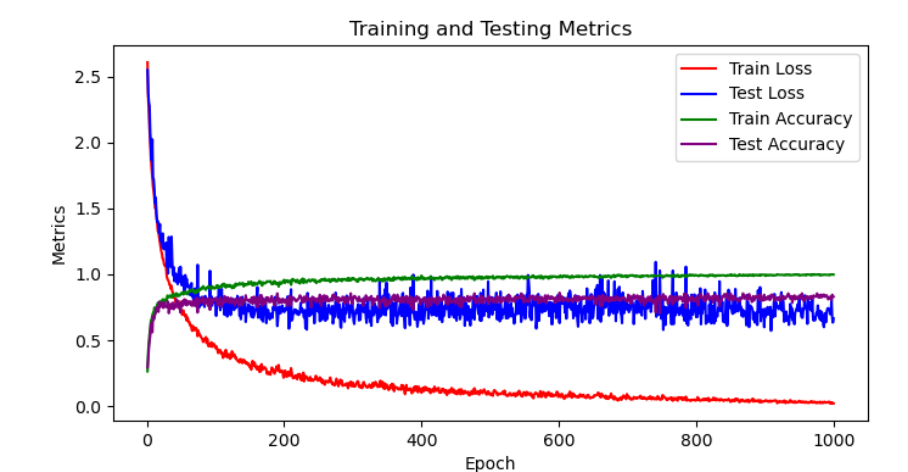 Training and Testing Metrics
Train Loss
Test Loss
Train Accuracy
Test Accuracy
Metrics
2.5
2.0
1.5
1.0
0.5
0.0
0
200
400
600
800
1000
Epoch